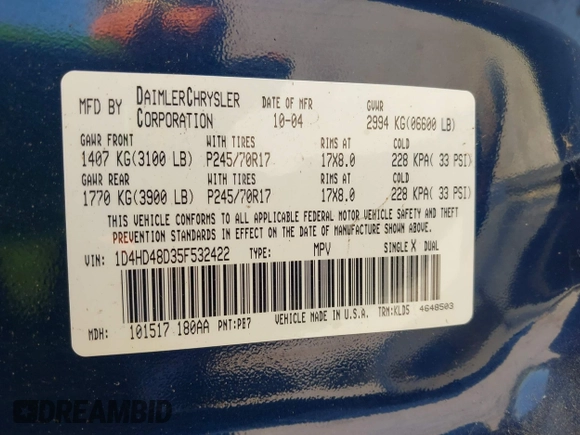 MFD BY DAIMLERCHRYSLER CORPORATION DATE OF MFR 10-04 GVWR 2994 KG(06600 LB)
GAWR FRONT WITH TIRES RIMS AT COLD
1407 KG(3100 LB) P245/70R17 17X8.0 228 KPA( 33 PSI)
GAWR REAR WITH TIRES RIMS AT COLD
1770 KG(3900 LB) P245/70R17 17X8.0 228 KPA( 33 PSI)
THIS VEHICLE CONFORMS TO ALL APPLICABLE FEDERAL MOTOR VEHICLE SAFETY AND THEFT
PREVENTION STANDARDS IN EFFECT ON THE DATE OF MANUFACTURE SHOWN ABOVE.
VIN: 1D4HD48D35F532422 TYPE: MPV SINGLE X DUAL
MDH: 101517 180AA PNT:PB7 VEHICLE MADE IN U.S.A. TRN:KLD5 4648503
DREAMBID